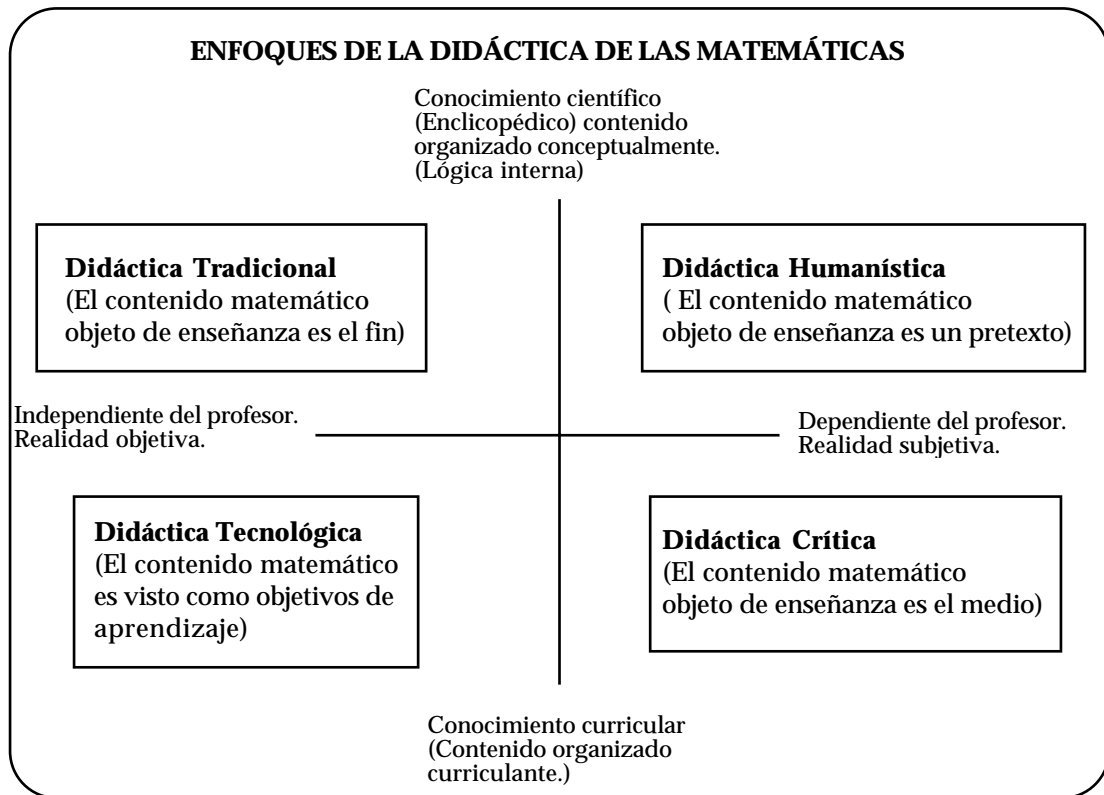 ENFOQUES DE LA DIDÁCTICA DE LAS MATEMÁTICAS
Conocimiento científico
(Enclicopédico) contenido
organizado conceptualmente.
(Lógica interna)
Didáctica Tradicional
(El contenido matemático
objeto de enseñanza es el fin)
Didáctica Humanística
( El contenido matemático
objeto de enseñanza es un pretexto)
Independiente del profesor.
Realidad objetiva.
Dependiente del profesor.
Realidad subjetiva.
Didáctica Tecnológica
(El contenido matemático
es visto como objetivos de
aprendizaje)
Didáctica Crítica
(El contenido matemático
objeto de enseñanza es el medio)
Conocimiento curricular
(Contenido organizado
curriculante.)